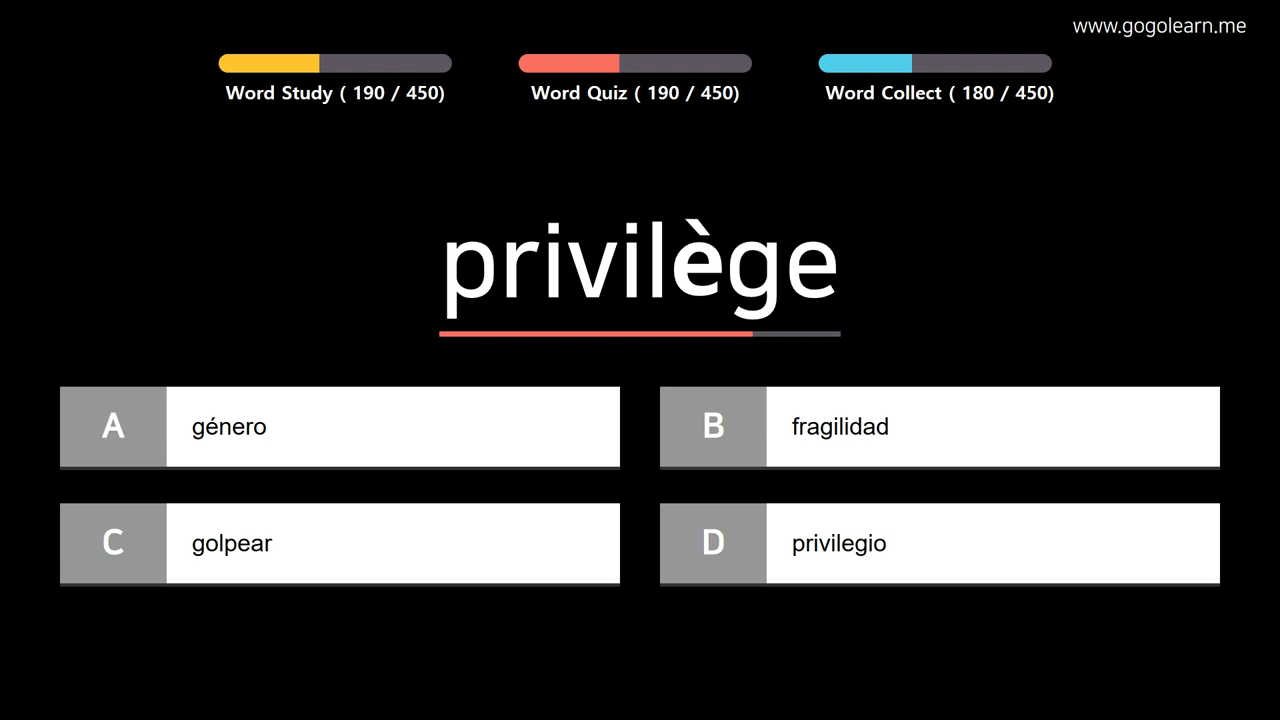 www.gogolearn.me
Word Study ( 190 / 450)
Word Quiz ( 190 / 450)
Word Collect ( 180 / 450)
privilège
A género
B fragilidad
C golpear
D privilegio